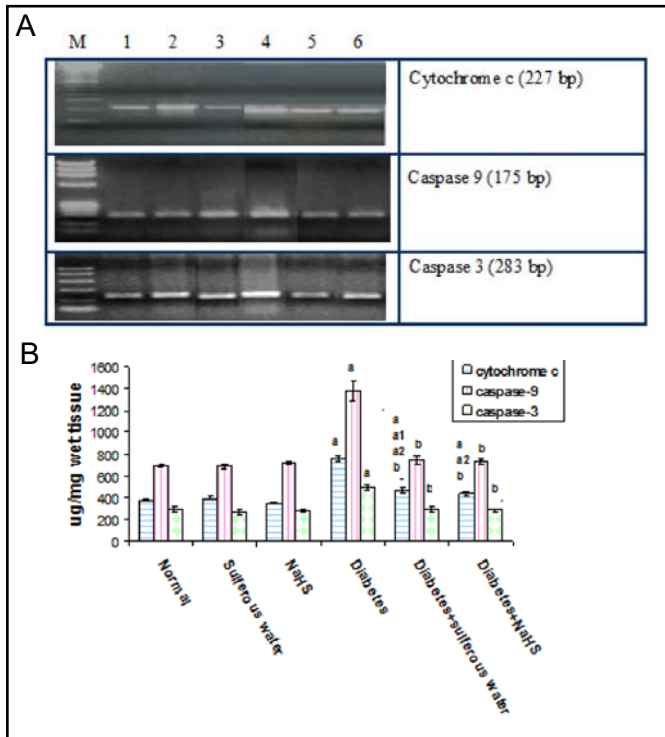 A
M 1 2 3 4 5 6
Cytochrome c (227 bp)
Caspase 9 (175 bp)
Caspase 3 (283 bp)
B
ug/mg wet tissue
1600
1400
1200
1000
800
600
400
200
0
cytochrome c
caspase-9
caspase-3
a
a
a
a
a1
a2
b
b
b
a
a2
b
b
b
Normal
Sulferous water
NaHS
Diabetes
Diabetes+sulferous water
Diabetes+NaHS